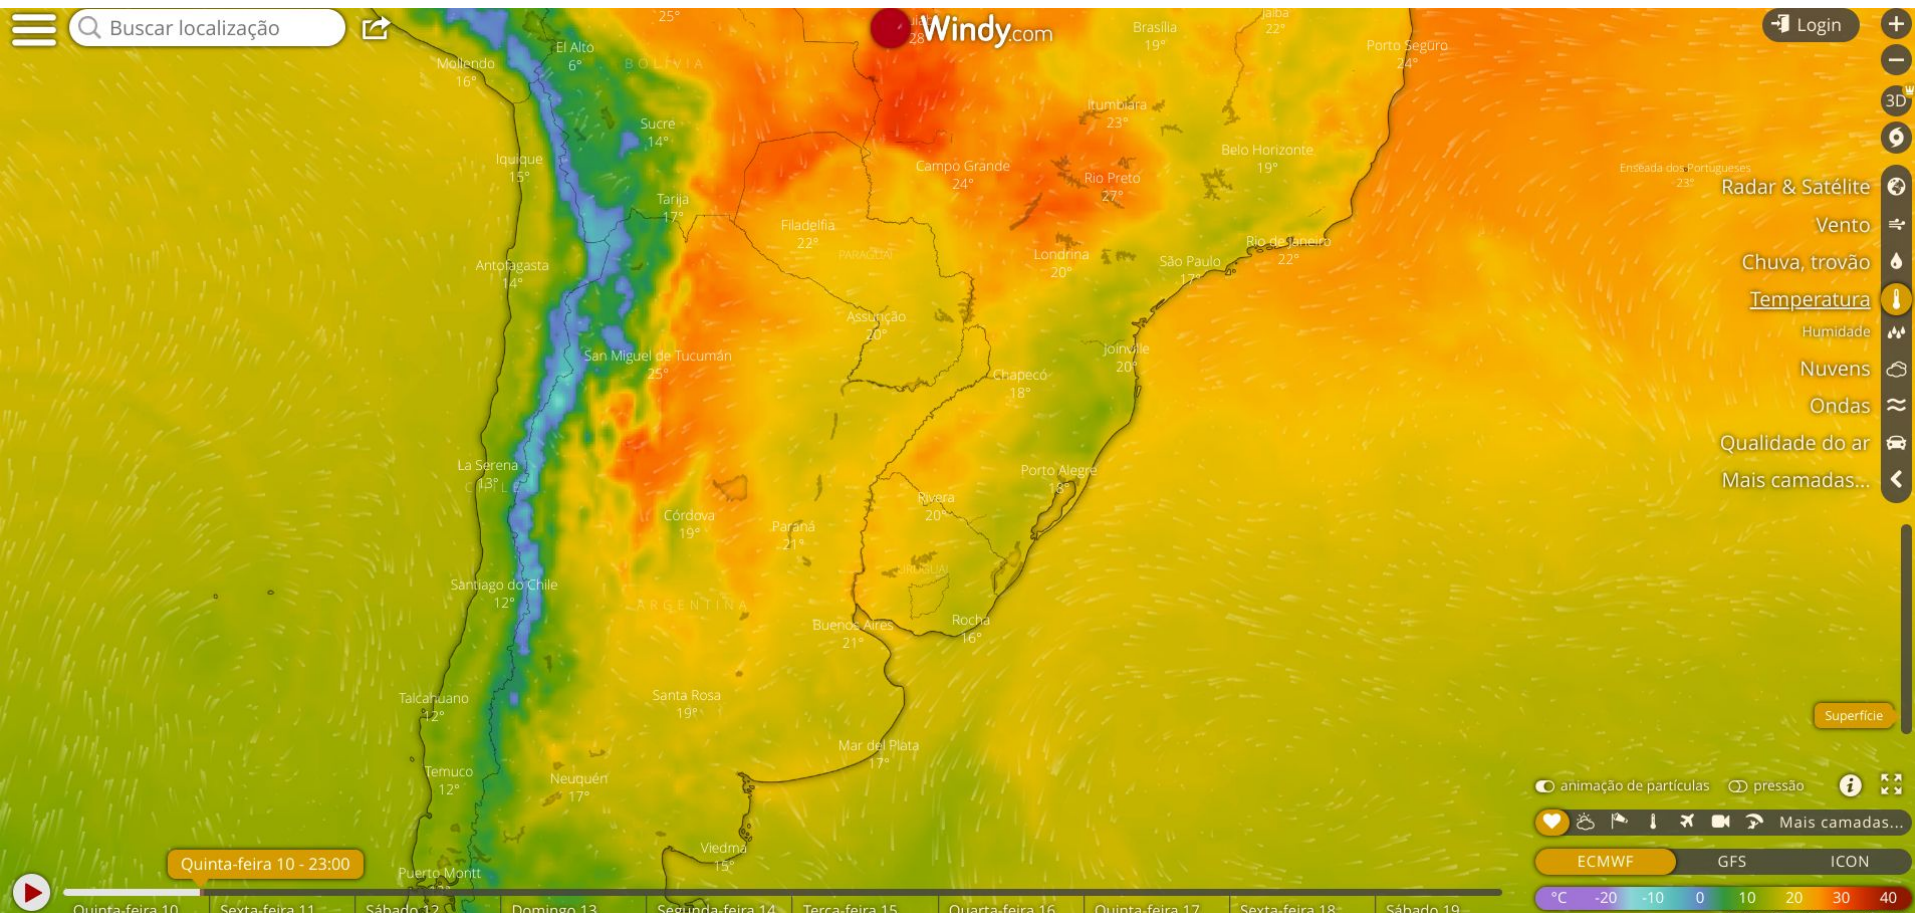 Buscar localização
Windy.com
Login
3D
25°
El Alto
6°
BOLIVIA
Mollendo
16°
28°
Brasília
19°
22°
Porto Seguro
24°
Sucre
14°
Itumbiara
23°
Iquique
15°
Campo Grande
24°
Belo Horizonte
19°
Rio Preto
27°
Enseada dos Portugueses
23°
Radar & Satélite
Tarija
17°
Filadelfia
22°
PARAGUAI
Vento
Londrina
20°
São Paulo
17°
Rio de Janeiro
22°
Antofagasta
14°
Chuva, trovão
Temperatura
Assunção
20°
Humidade
San Miguel de Tucumán
25°
Chapecó
18°
Joinville
20°
Nuvens
Ondas
Qualidade do ar
La Serena
13°
CHILE
Porto Alegre
18°
Mais camadas...
Rivera
20°
Córdova
19°
Paraná
21°
URUGUAI
Santiago do Chile
12°
ARGENTINA
Buenos Aires
21°
Rocha
16°
Talcahuano
12°
Santa Rosa
19°
Superfície
Mar del Plata
17°
Temuco
12°
Neuquén
17°
animação de partículas
pressão
Mais camadas...
Viedma
15°
Quinta-feira 10 - 23:00
Puerto Montt
ECMWF GFS ICON
°C -20 -10 0 10 20 30 40
Quinta-feira 10 Sexta-feira 11 Sábado 12 Domingo 13 Segunda-feira 14 Terça-feira 15 Quarta-feira 16 Quinta-feira 17 Sexta-feira 18 Sábado 19